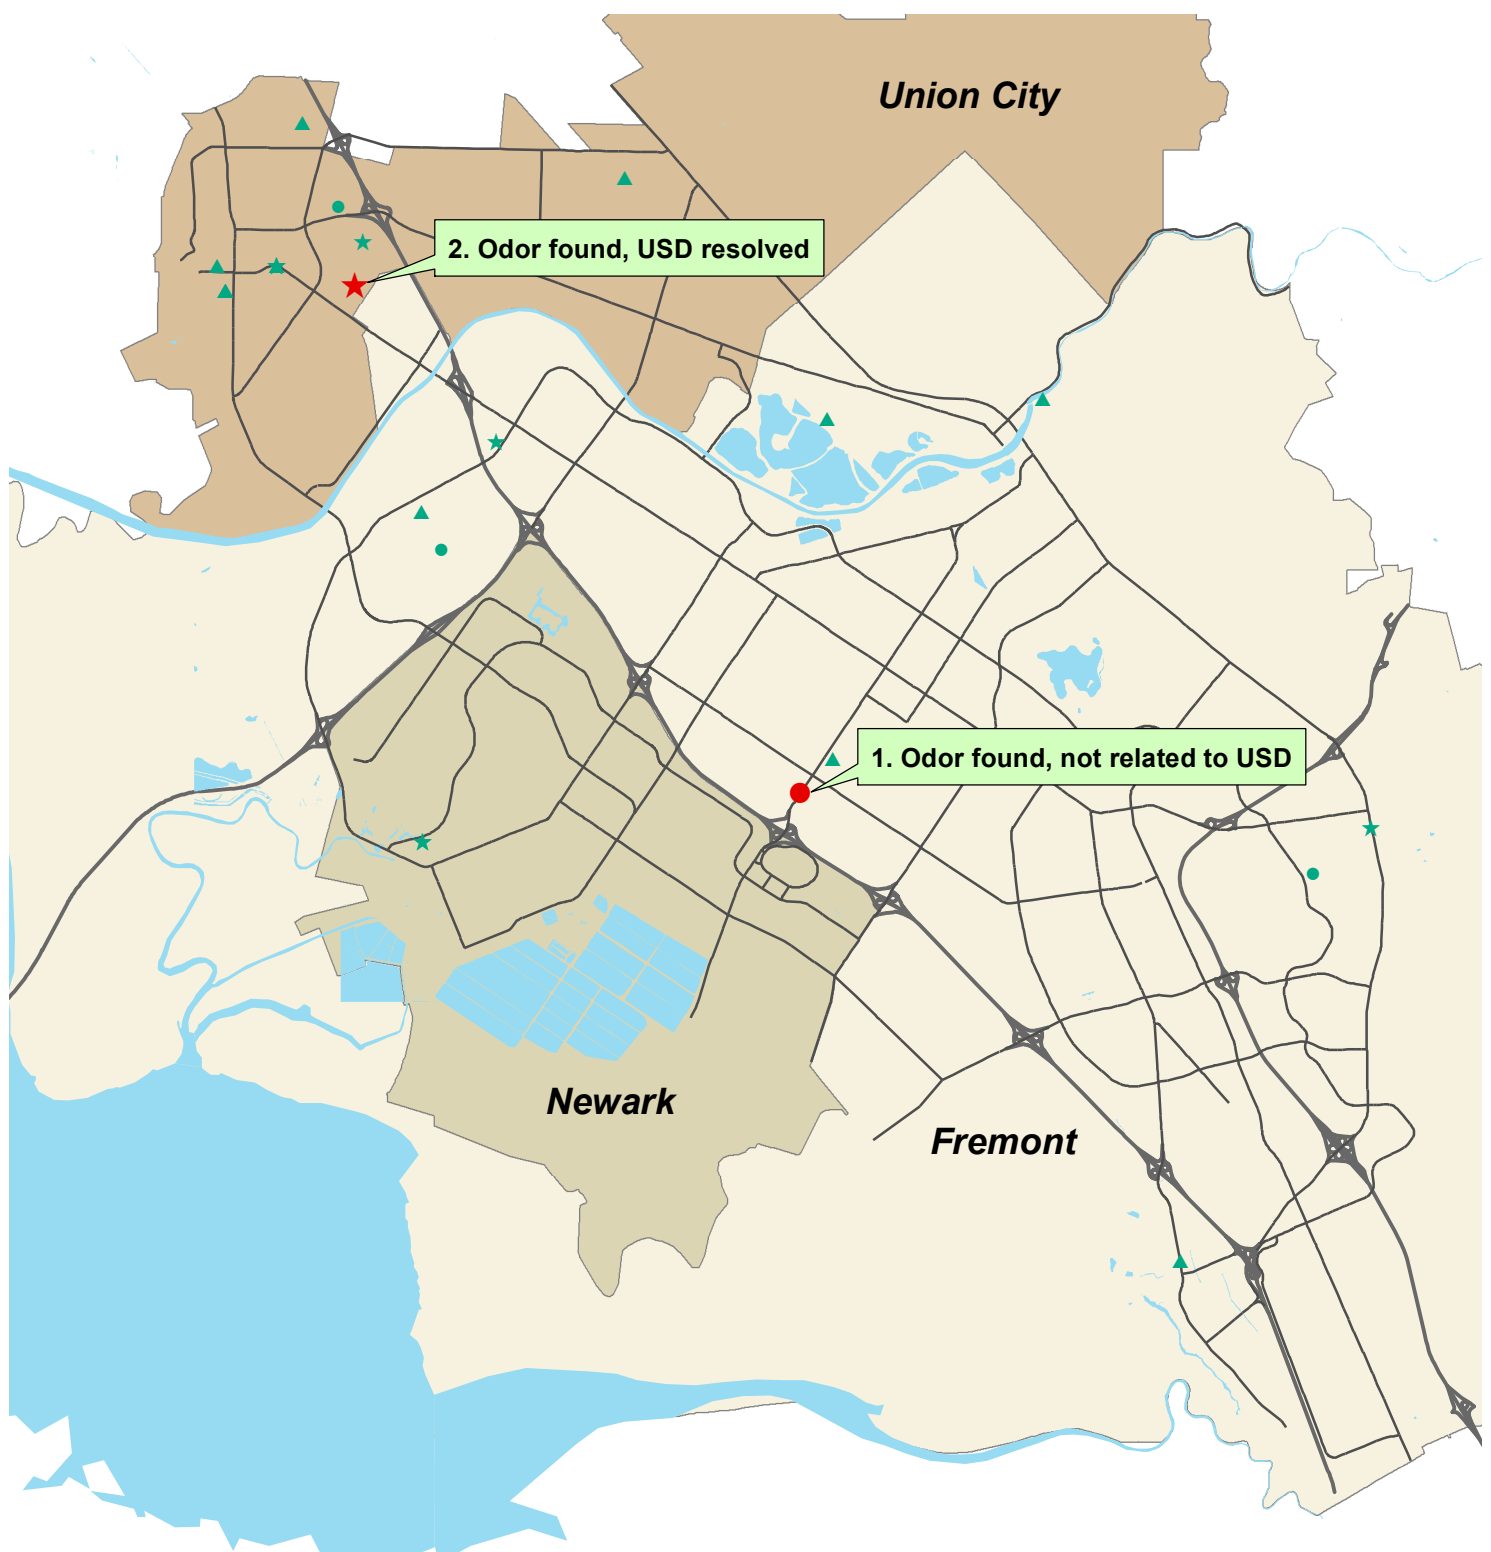 Union City
2. Odor found, USD resolved
1. Odor found, not related to USD
Newark
Fremont